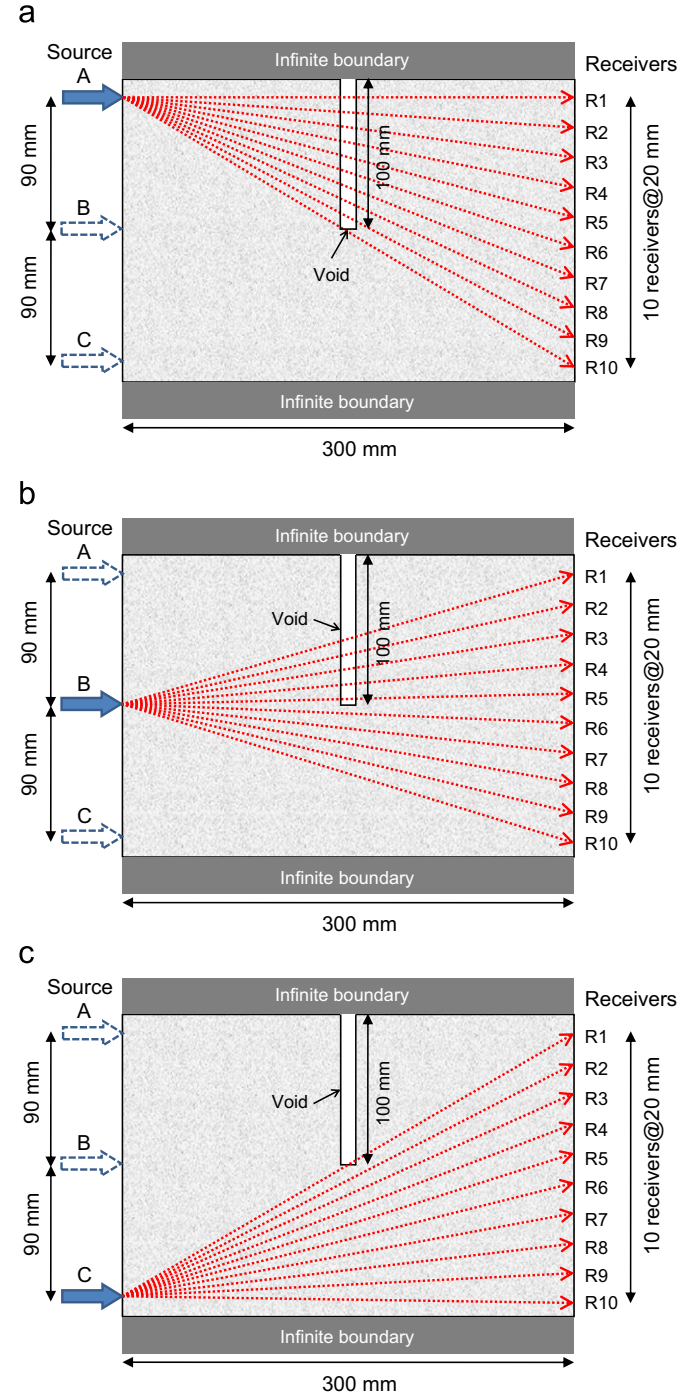 a
Infinite boundary
Source
A
Receivers
90 mm
B
90 mm
C
100 mm
Void
R1
R2
R3
R4
R5
R6
R7
R8
R9
R10
10 receivers@20 mm
Infinite boundary
300 mm
b
Infinite boundary
Source
A
Receivers
90 mm
B
90 mm
C
Void
100 mm
R1
R2
R3
R4
R5
R6
R7
R8
R9
R10
10 receivers@20 mm
Infinite boundary
300 mm
c
Infinite boundary
Source
A
Receivers
90 mm
B
90 mm
C
Void
100 mm
R1
R2
R3
R4
R5
R6
R7
R8
R9
R10
10 receivers@20 mm
Infinite boundary
300 mm